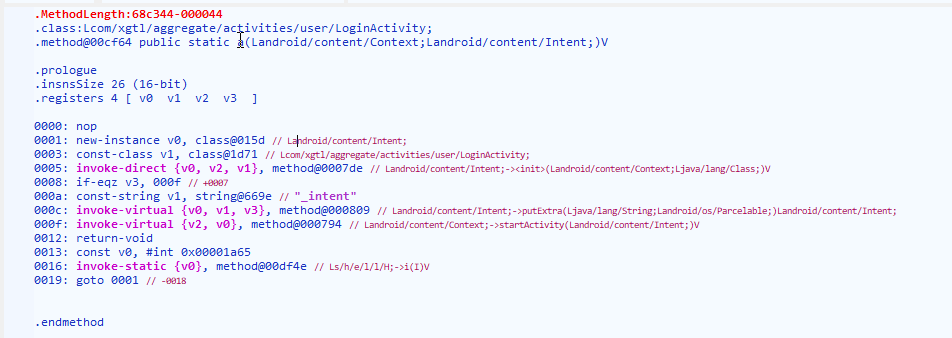 .MethodLength:68c344-000044
.class:Lcom/xgtl/aggregate/activities/user/LoginActivity;
.method@00cf64 public static a(Landroid/content/Context;Landroid/content/Intent;)V
.prologue
.insnsSize 26 (16-bit)
.registers 4 [ v0 v1 v2 v3 ]
0000: nop
0001: new-instance v0, class@015d // Landroid/content/Intent;
0003: const-class v1, class@1d71 // Lcom/xgtl/aggregate/activities/user/LoginActivity;
0005: invoke-direct {v0, v2, v1}, method@0007de // Landroid/content/Intent;-><init>(Landroid/content/Context;Ljava/lang/Class;)V
0008: if-eqz v3, 000f // +0007
000a: const-string v1, string@669e // "_intent"
000c: invoke-virtual {v0, v1, v3}, method@000809 // Landroid/content/Intent;->putExtra(Ljava/lang/String;Landroid/os/Parcelable;)Landroid/content/Intent;
000f: invoke-virtual {v2, v0}, method@000794 // Landroid/content/Context;->startActivity(Landroid/content/Intent;)V
0012: return-void
0013: const v0, #int 0x00001a65
0016: invoke-static {v0}, method@00df4e // Ls/h/e/l/l/H;->i(I)V
0019: goto 0001 // -0018
.endmethod